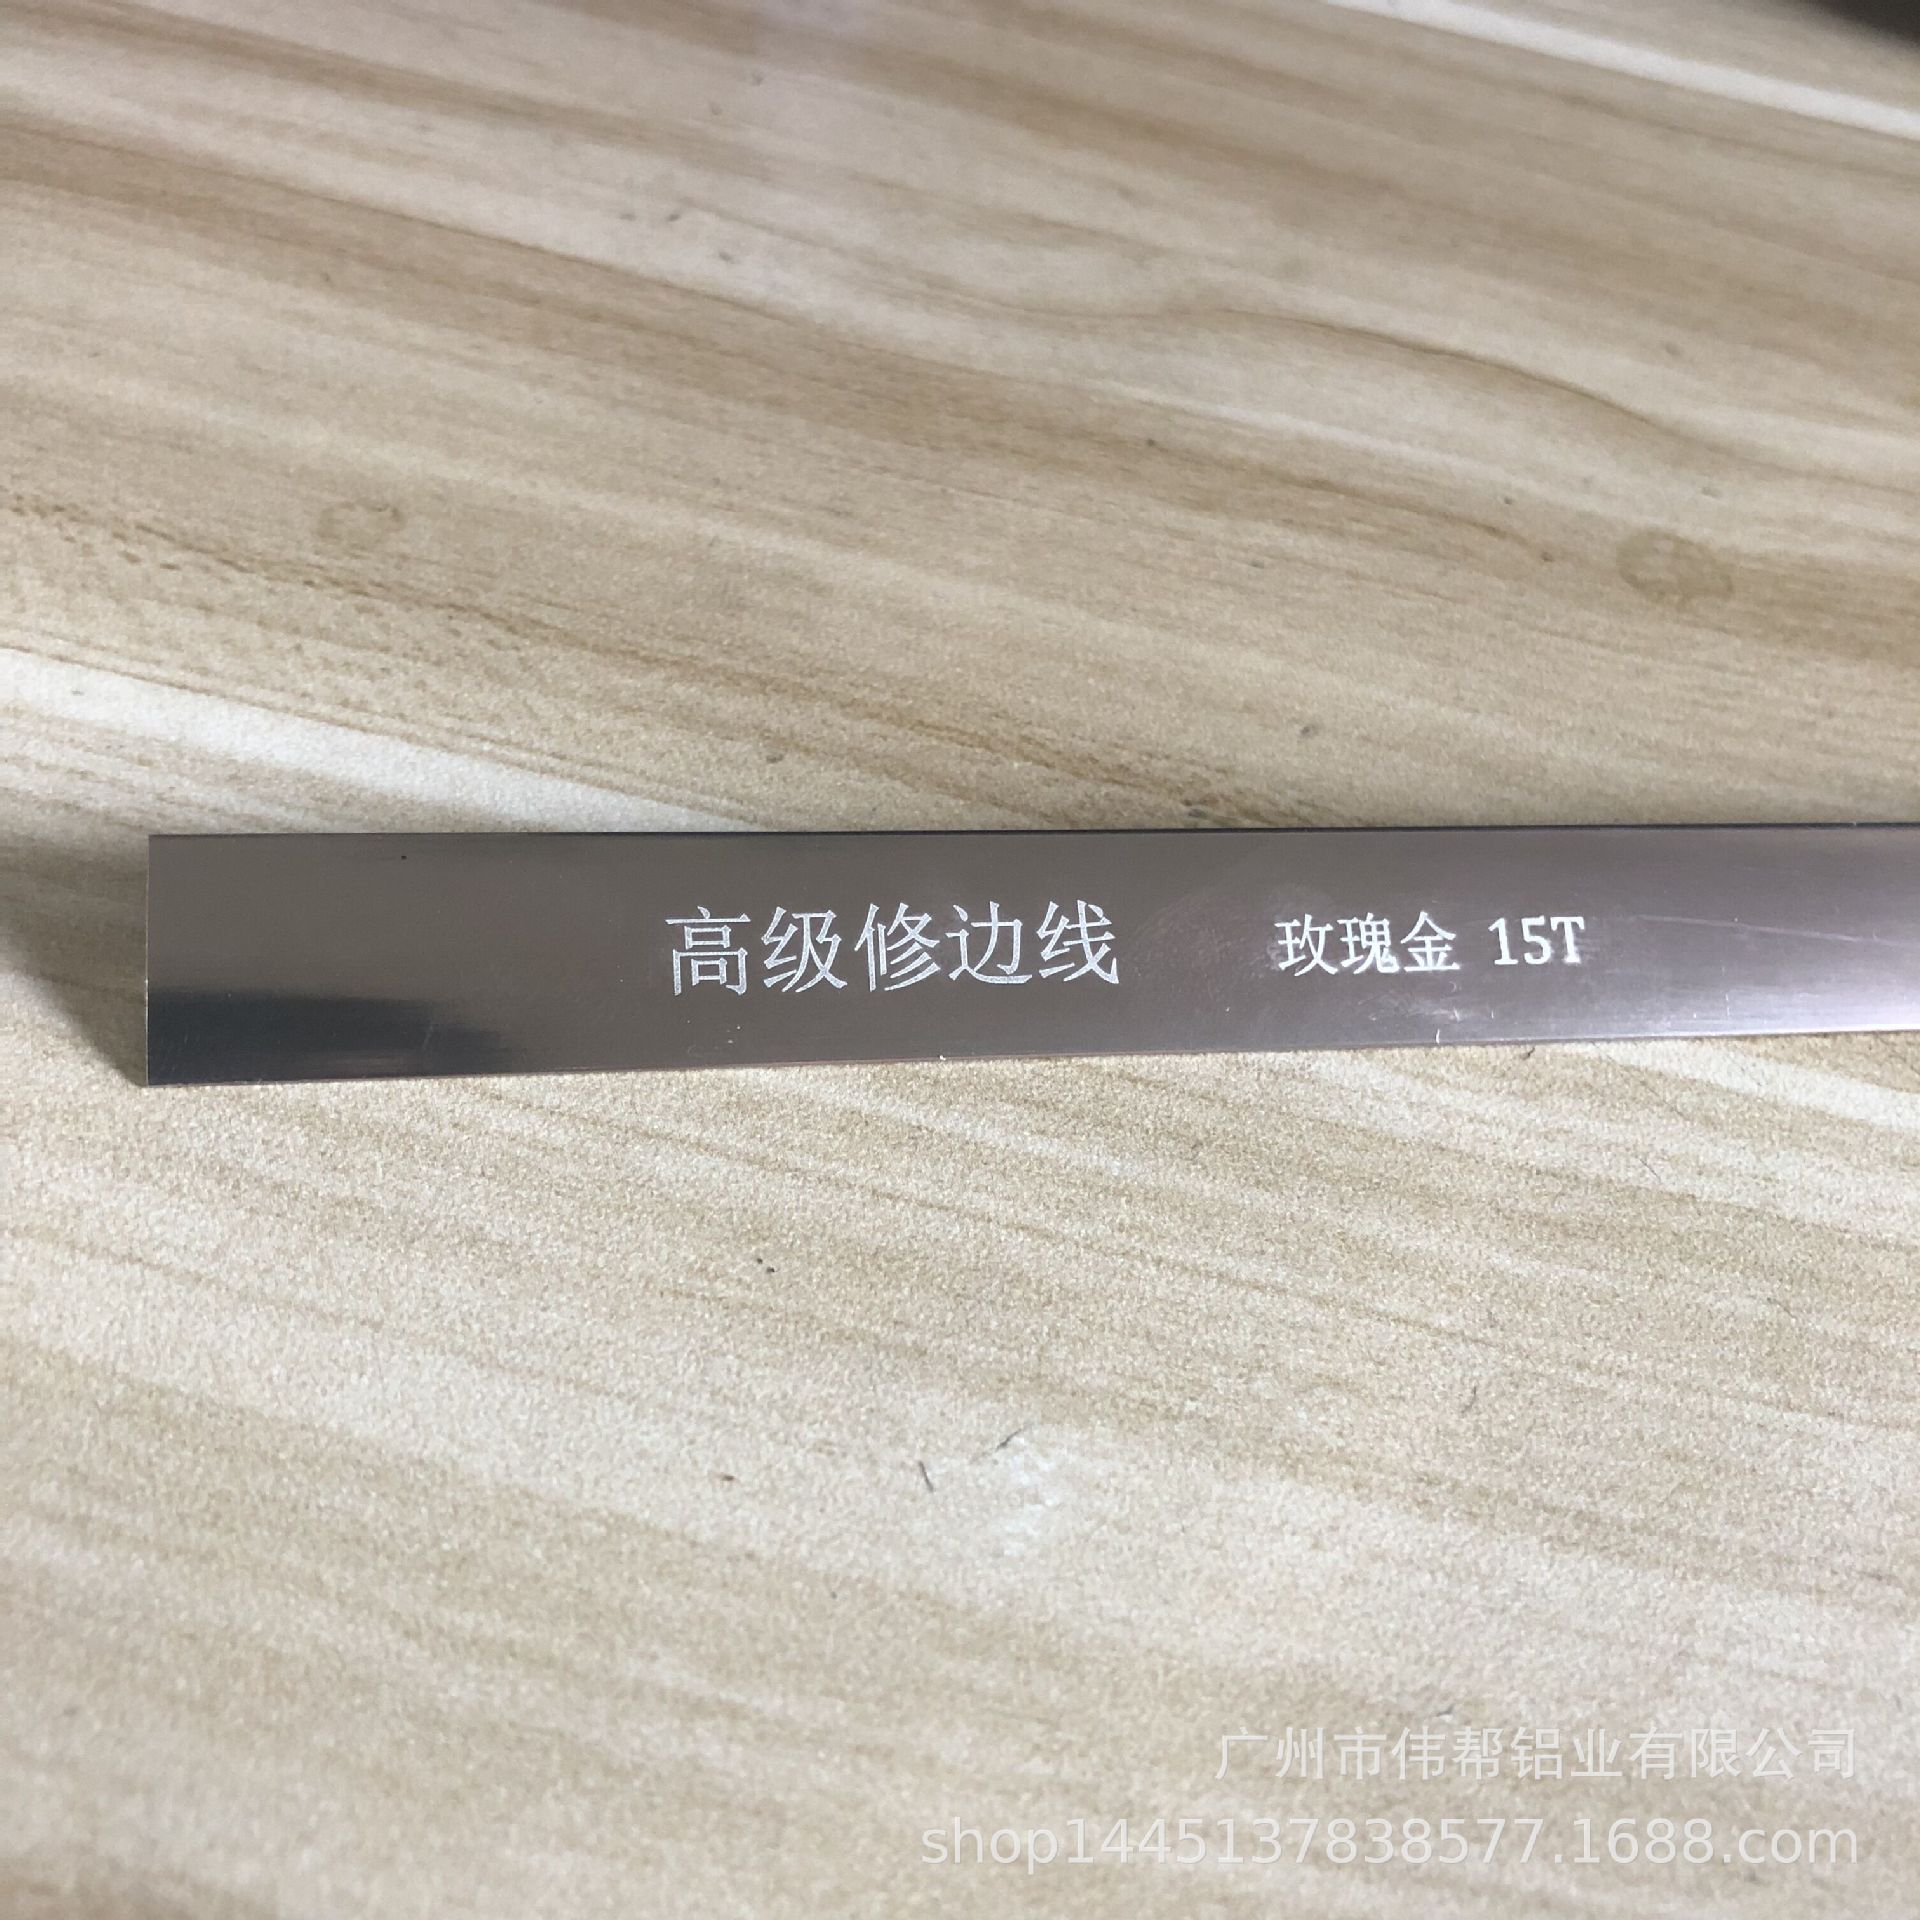 高级修边线 玫瑰金 15T
广州市伟帮铝业有限公司
shop1445137838577.1688.com